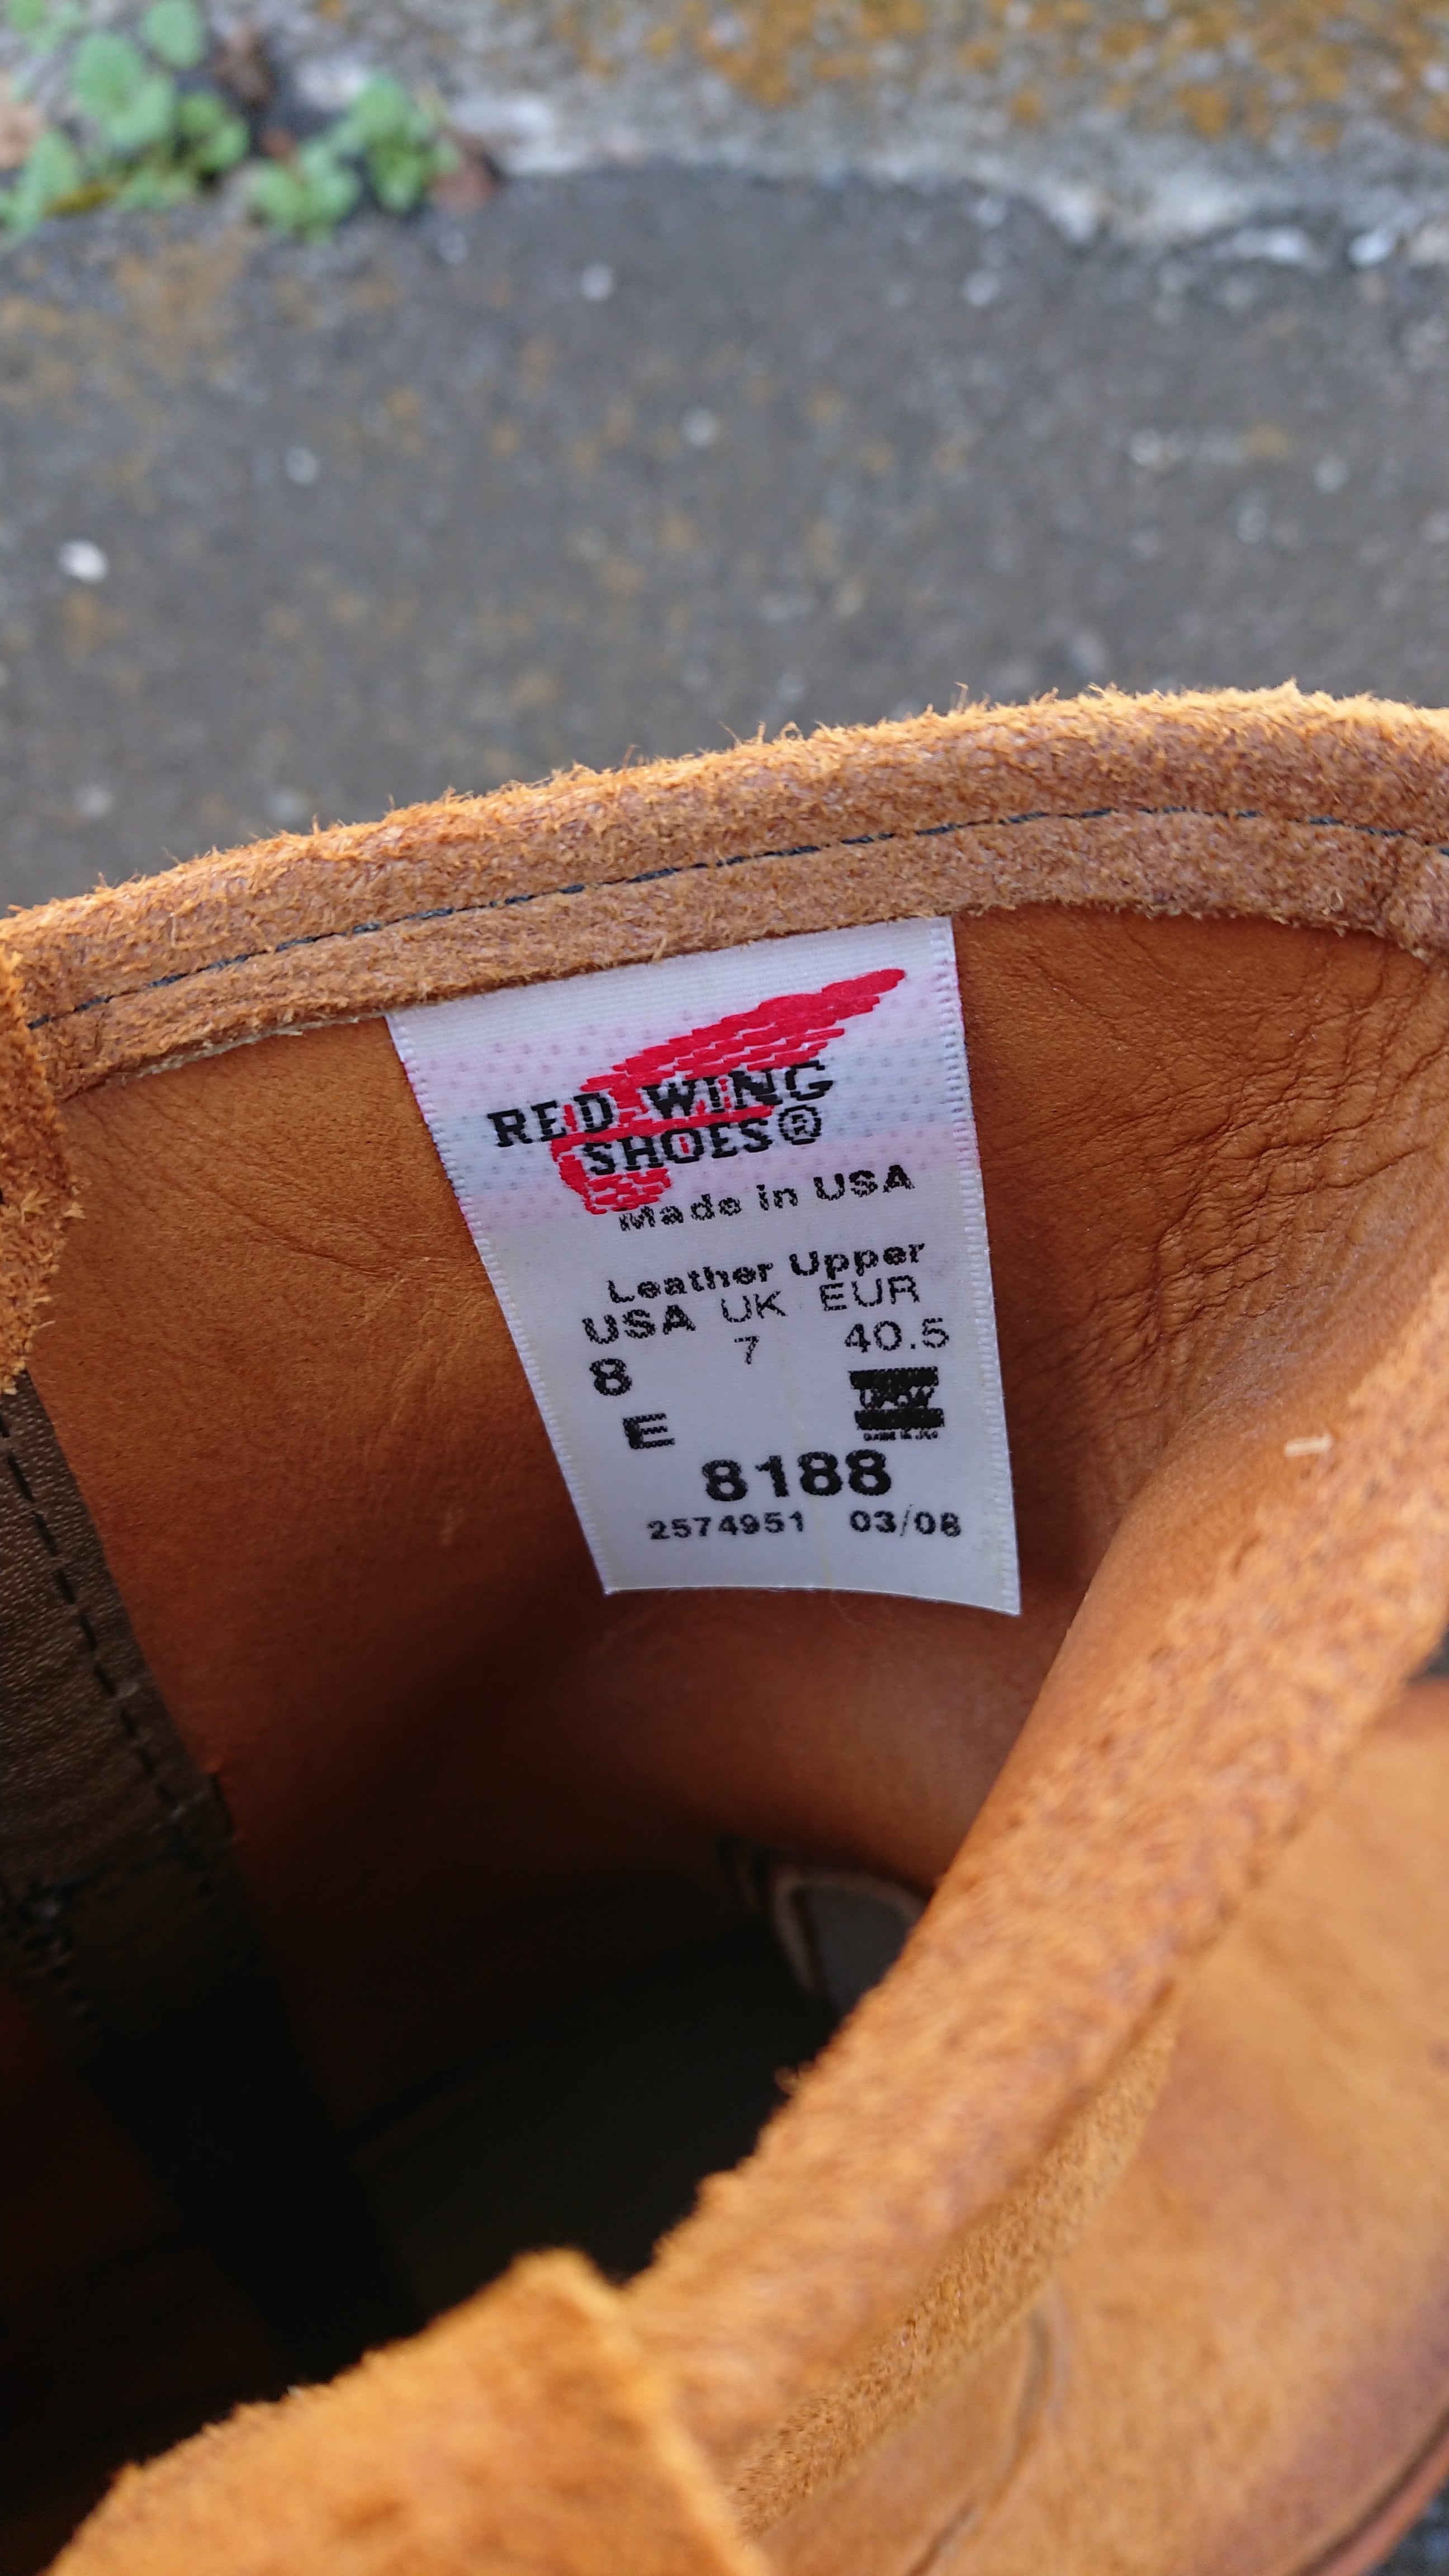 RED WING
SHOES®
Made in USA
Leather Upper
USA UK EUR
8 7 40.5
E UAW
8188
2574951 03/08